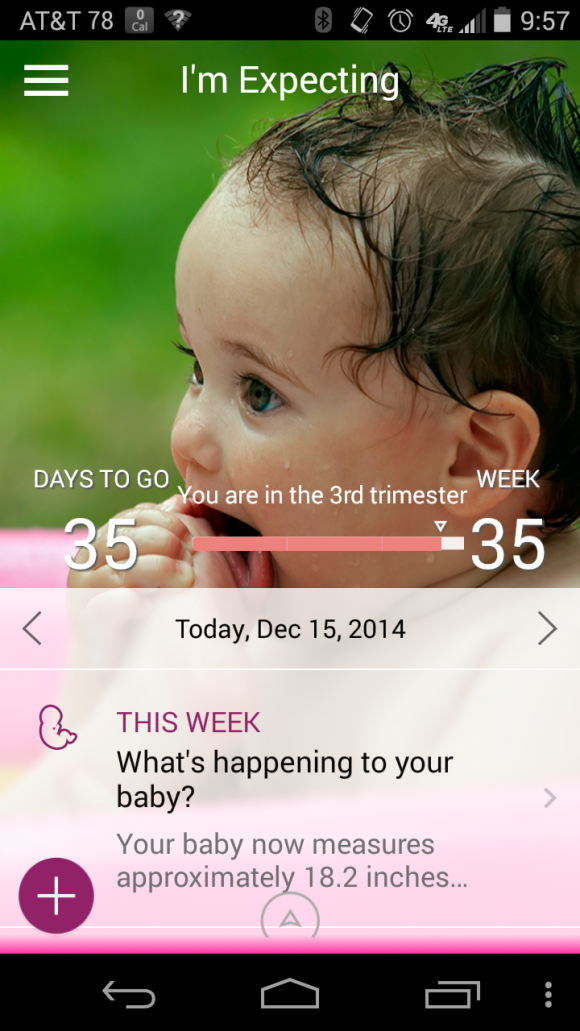 AT&T 78 0 Cal ? 4G LTE 9:57
I'm Expecting
DAYS TO GO You are in the 3rd trimester WEEK
35 35
Today, Dec 15, 2014
THIS WEEK
What's happening to your
baby?
Your baby now measures
approximately 18.2 inches...